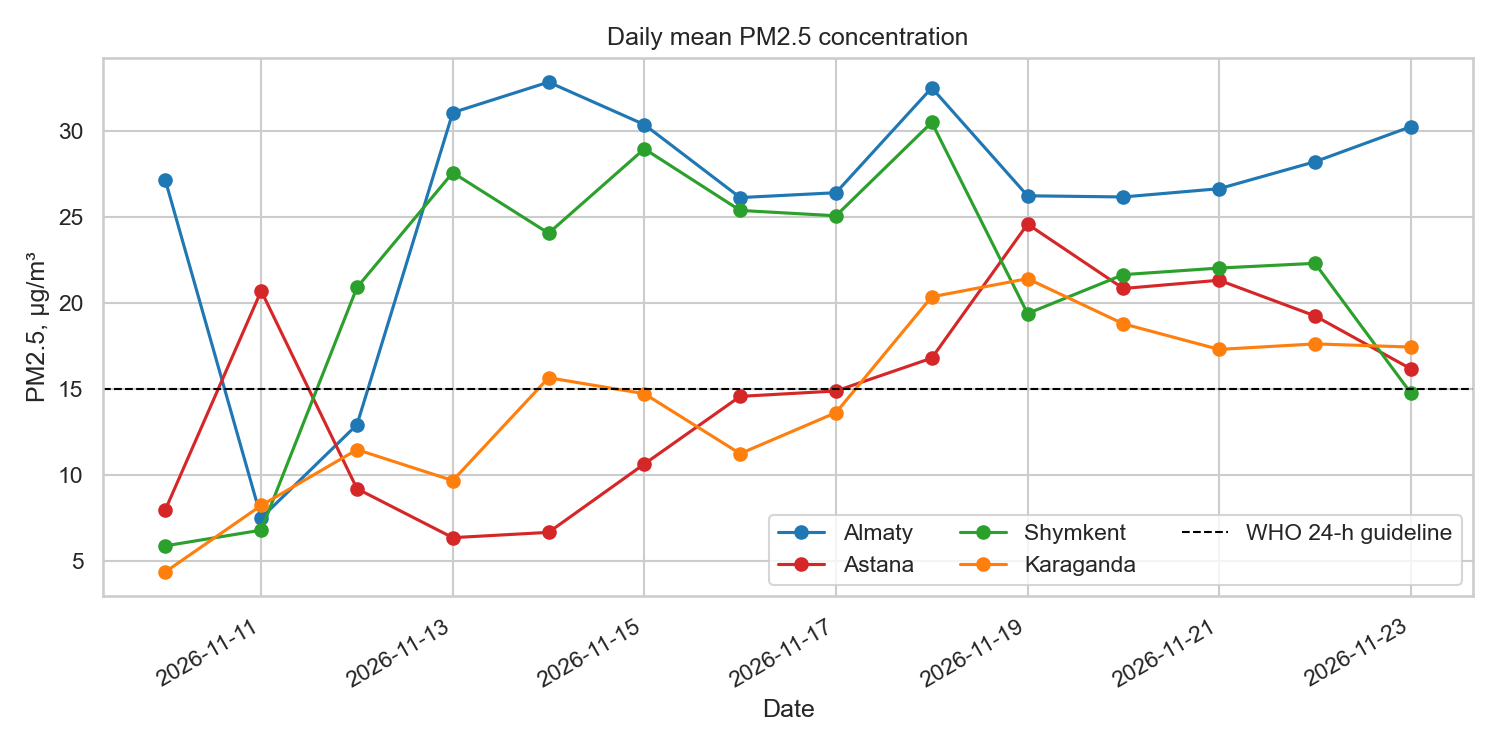 Daily mean PM2.5 concentration
PM2.5, µg/m³
30
25
20
15
10
5
Almaty
Astana
Shymkent
Karaganda
WHO 24-h guideline
2026-11-11
2026-11-13
2026-11-15
2026-11-17
2026-11-19
2026-11-21
2026-11-23
Date